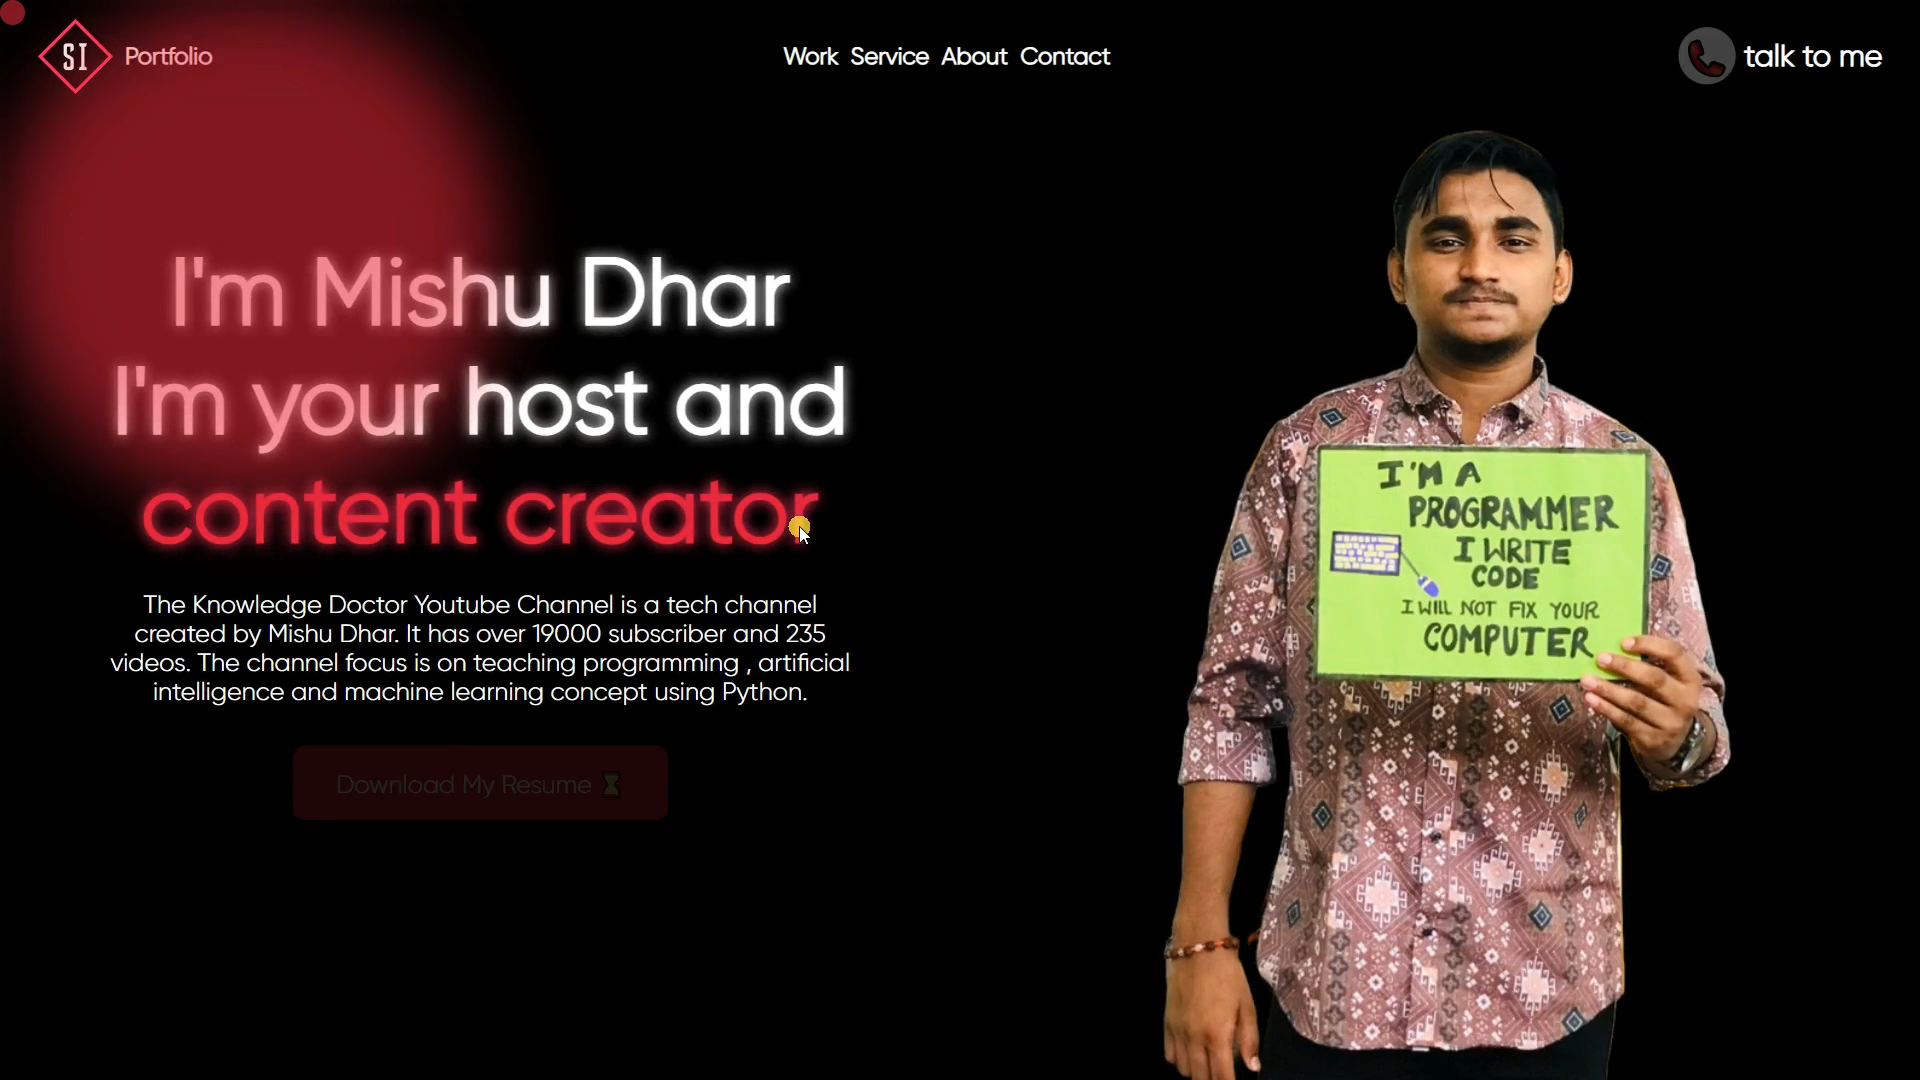 SI
Portfolio
Work Service About Contact
talk to me
I'm Mishu Dhar
I'm your host and
content creator
The Knowledge Doctor Youtube Channel is a tech channel
created by Mishu Dhar. It has over 19000 subscriber and 235
videos. The channel focus is on teaching programming , artificial
intelligence and machine learning concept using Python.
Download My Resume
I'M A
PROGRAMMER
I WRITE
CODE
I WILL NOT FIX YOUR
COMPUTER